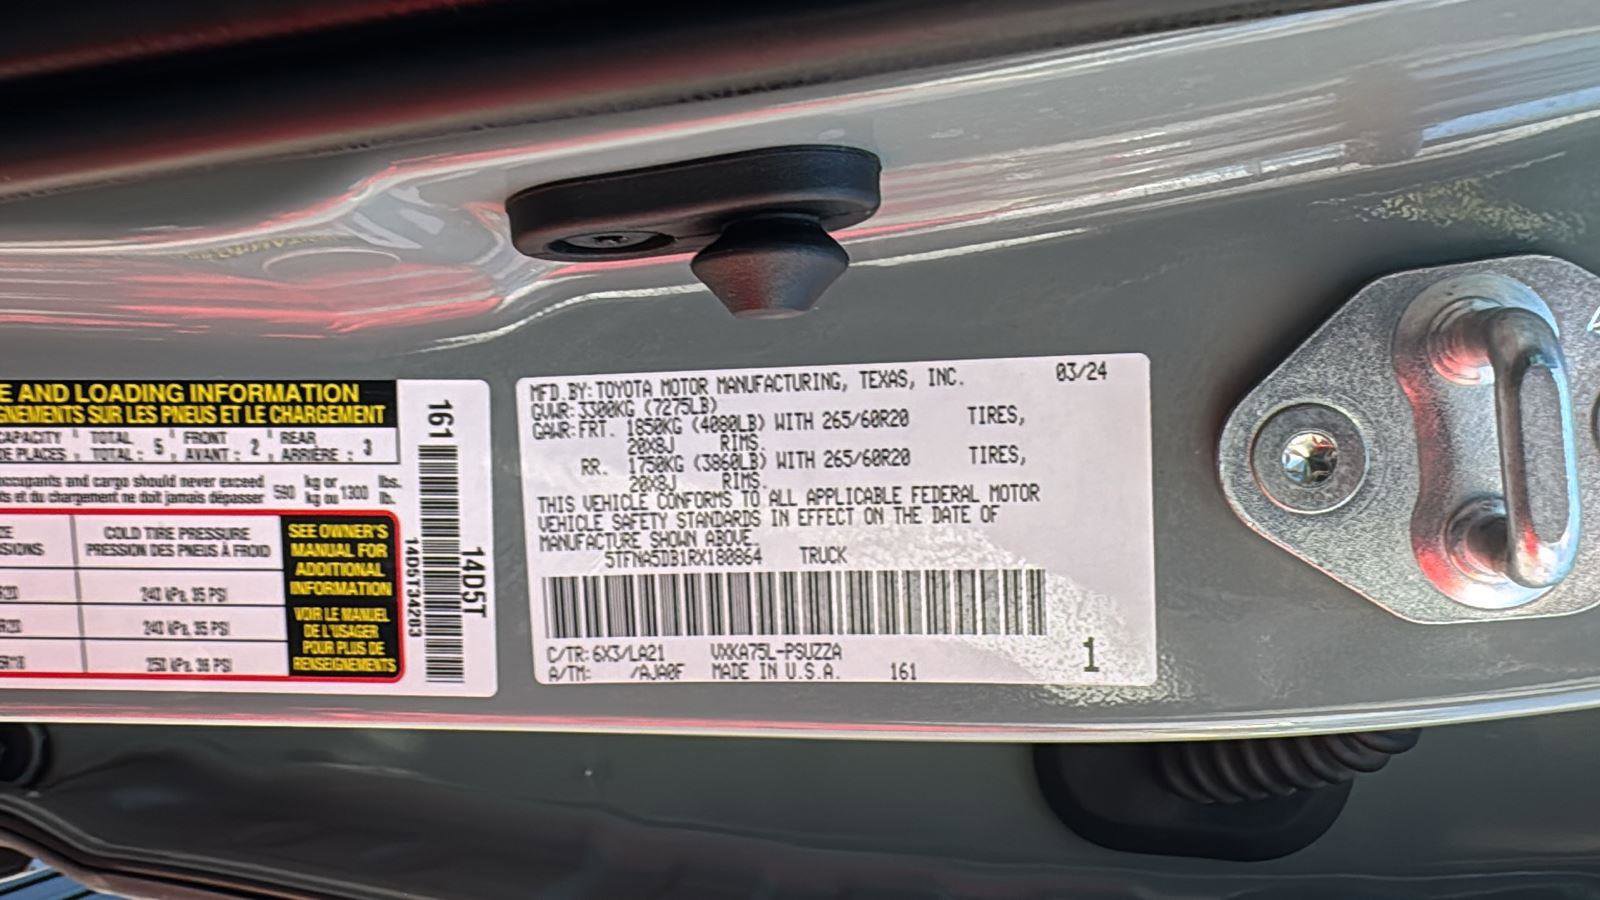 E AND LOADING INFORMATION
GNEMENTS SUR LES PNEUS ET LE CHARGEMENT
CAPACITY TOTAL FRONT REAR
DE PLACES TOTAL : 5 AVANT : 2 ARRIÈRE : 3
occupants and cargo should never exceed 590 kg or 1300 lbs.
ts et du chargement ne doit jamais dépasser kg ou lb.
ZE COLD TIRE PRESSURE
SIONS PRESSION DES PNEUS À FROID
R20 240 kPa, 35 PSI
R20 240 kPa, 35 PSI
5R18 250 kPa, 36 PSI
SEE OWNER'S
MANUAL FOR
ADDITIONAL
INFORMATION
VOIR LE MANUEL
DE L'USAGER
POUR PLUS DE
RENSEIGNEMENTS
161
14D5T34283
14D5T
MFD. BY: TOYOTA MOTOR MANUFACTURING, TEXAS, INC. 03/24
GVWR: 3300KG (7275LB)
GAWR: FRT. 1850KG (4080LB) WITH 265/60R20 TIRES,
20X8J RIMS.
RR. 1750KG (3860LB) WITH 265/60R20 TIRES,
20X8J RIMS.
THIS VEHICLE CONFORMS TO ALL APPLICABLE FEDERAL MOTOR
VEHICLE SAFETY STANDARDS IN EFFECT ON THE DATE OF
MANUFACTURE SHOWN ABOVE.
5TFNA5DB1RX180864 TRUCK
C/TR: 6X3/LA21 VXKA75L-PSUZZA
A/TM: /AJA0F MADE IN U.S.A. 161
1